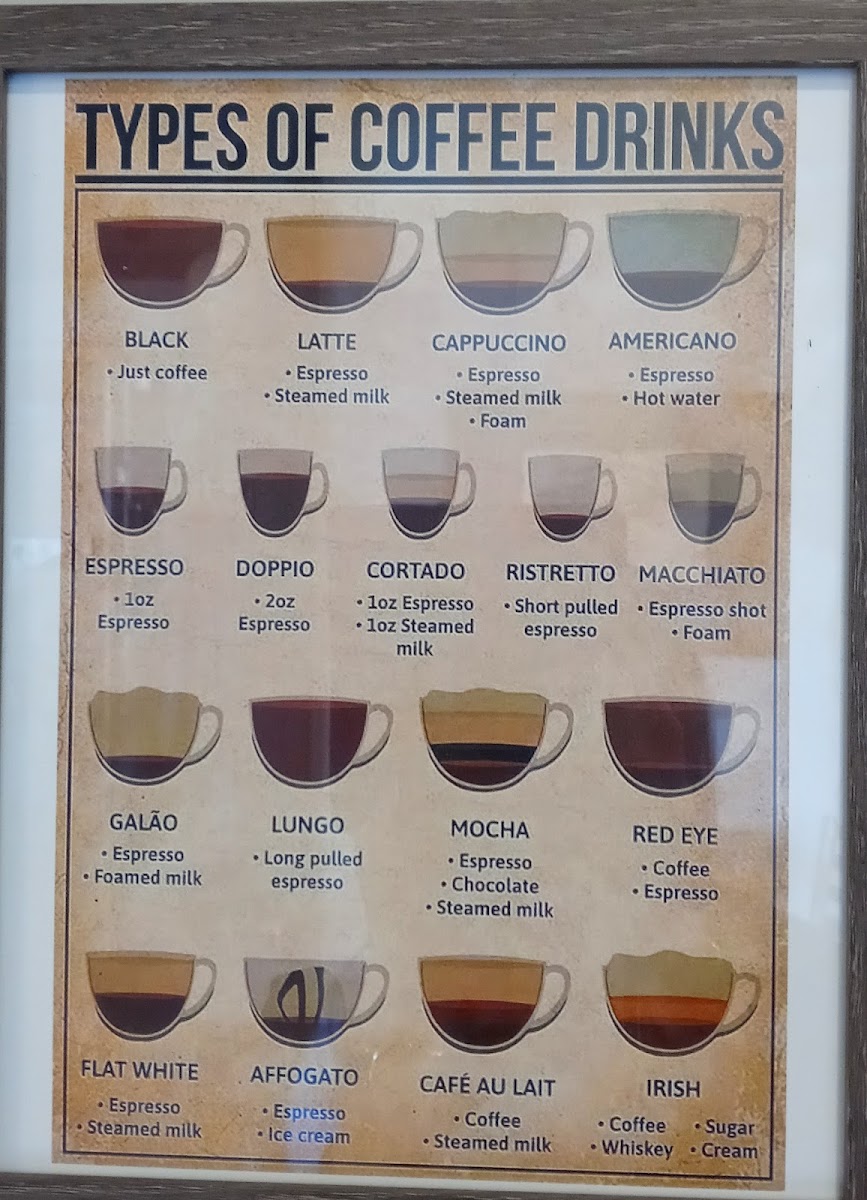 TYPES OF COFFEE DRINKS
BLACK
• Just coffee
LATTE
• Espresso
• Steamed milk
CAPPUCCINO
• Espresso
• Steamed milk
• Foam
AMERICANO
• Espresso
• Hot water
ESPRESSO
• 1oz
Espresso
DOPPIO
• 2oz
Espresso
CORTADO
• 1oz Espresso
• 1oz Steamed
milk
RISTRETTO
• Short pulled
espresso
MACCHIATO
• Espresso shot
• Foam
GALÃO
• Espresso
• Foamed milk
LUNGO
• Long pulled
espresso
MOCHA
• Espresso
• Chocolate
• Steamed milk
RED EYE
• Coffee
• Espresso
FLAT WHITE
• Espresso
• Steamed milk
AFFOGATO
• Espresso
• Ice cream
CAFÉ AU LAIT
• Coffee
• Steamed milk
IRISH
• Coffee • Sugar
• Whiskey • Cream